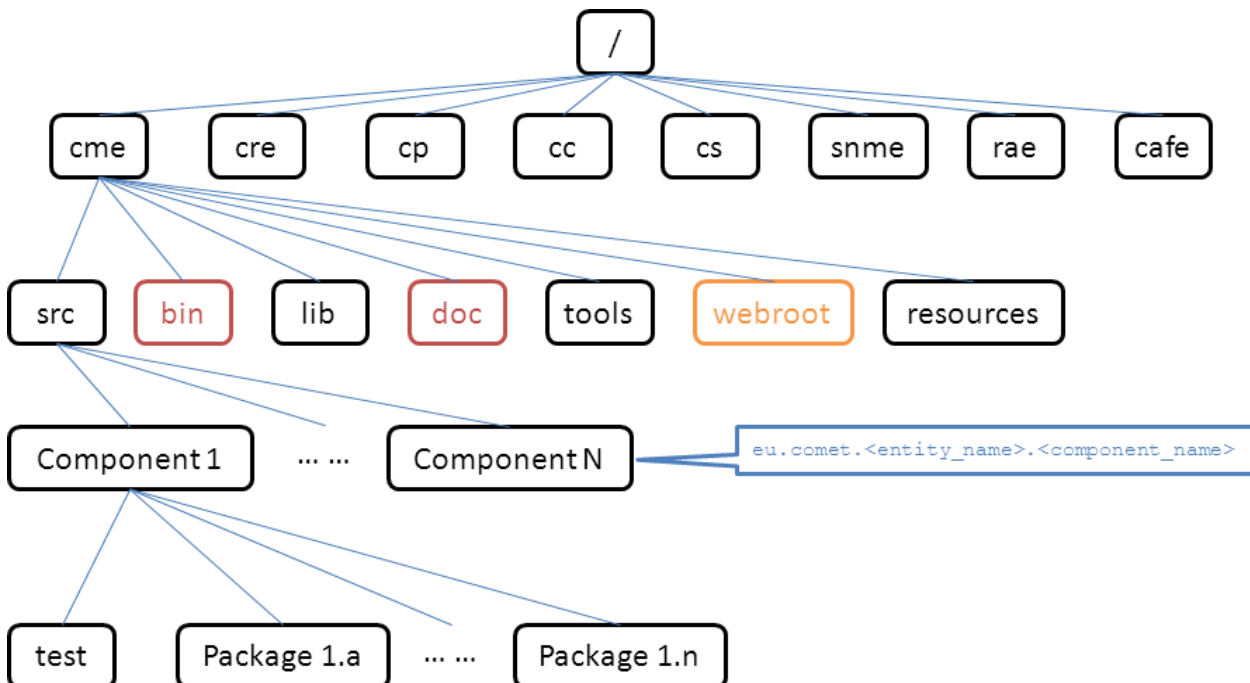 /
cme cre cp cc cs snme rae cafe
src bin lib doc tools webroot resources
Component 1 ... ... Component N eu.comet.<entity_name>.<component_name>
test Package 1.a ... ... Package 1.n